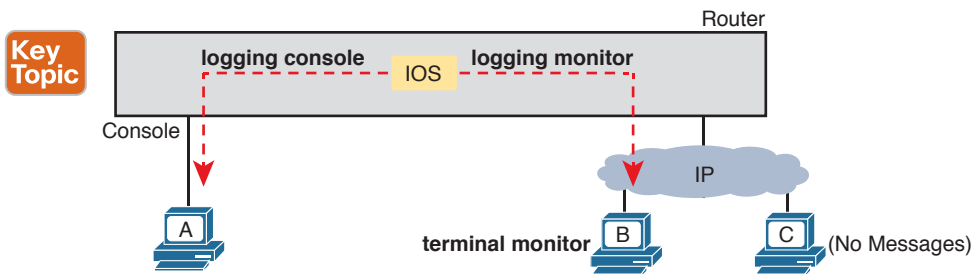 Router
Key
Topic
logging console
IOS
logging monitor
Console
IP
A
terminal monitor
B
C
(No Messages)